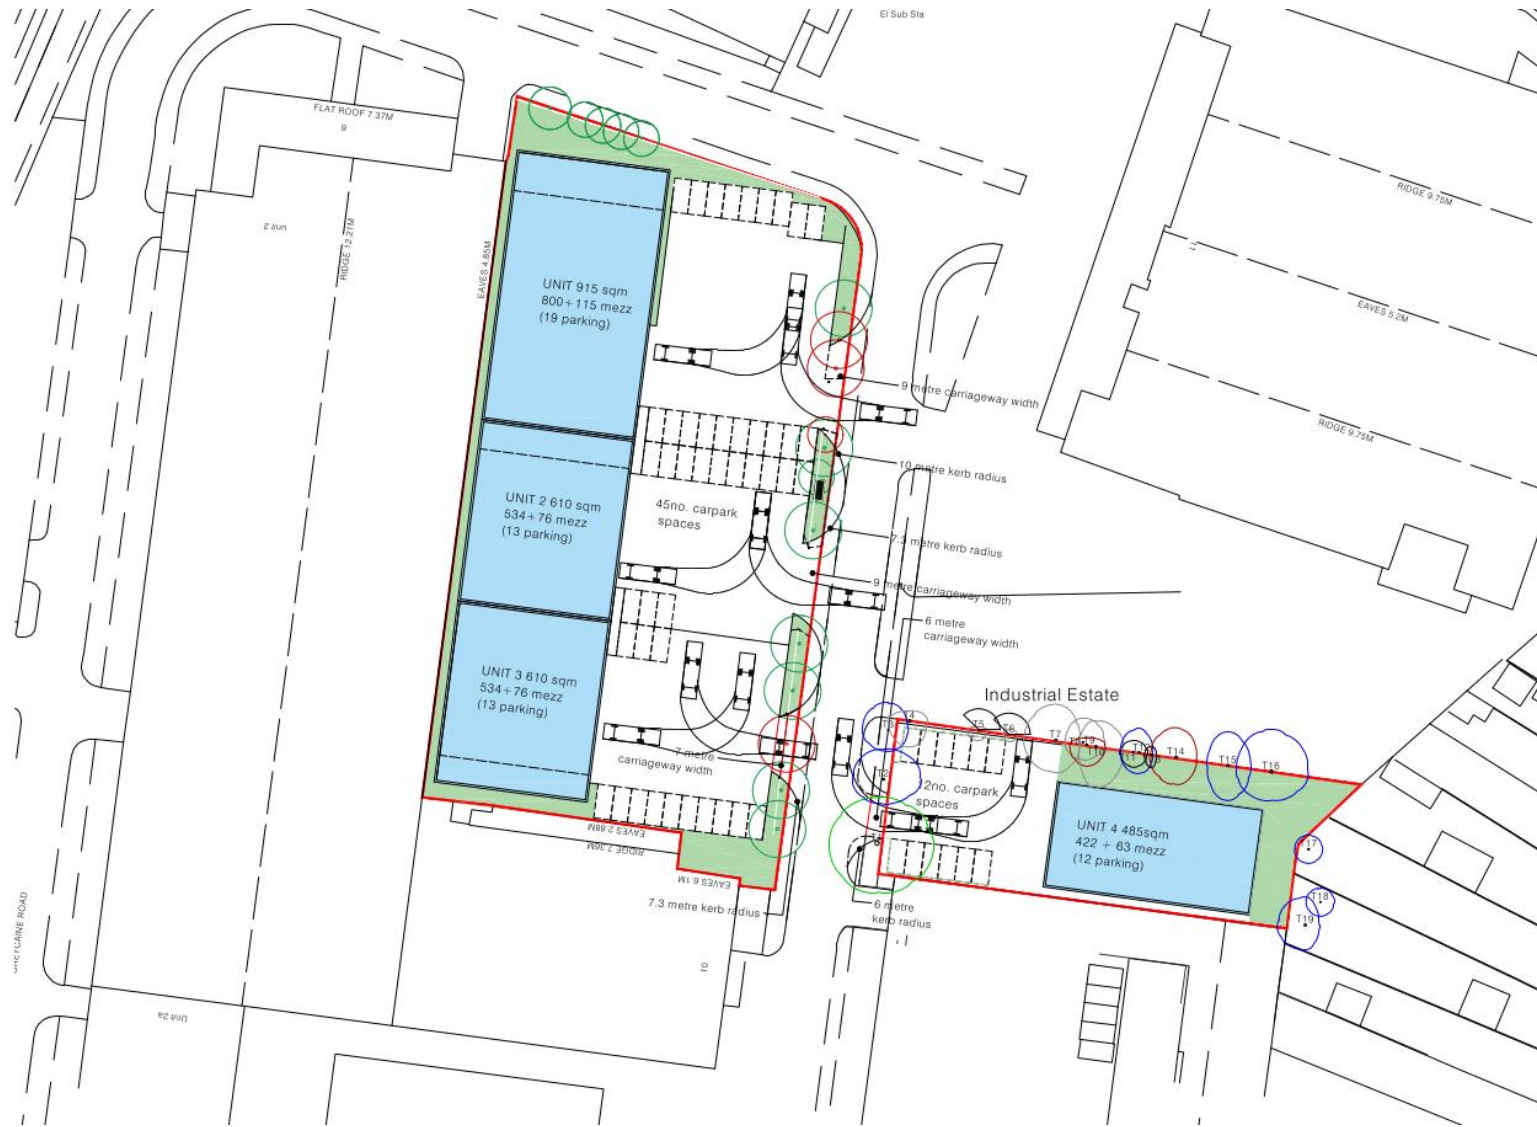 El Sub Sta
FLAT ROOF 7.37M
9
unit 2
RIDGE 12.21M
EAVES 4.85M
RIDGE 9.75M
EAVES 5.2M
RIDGE 9.75M
UNIT 915 sqm
800+115 mezz
(19 parking)
9 metre carriageway width
10 metre kerb radius
UNIT 2 610 sqm
534+76 mezz
(13 parking)
45no. carpark
spaces
7.3 metre kerb radius
9 metre carriageway width
6 metre
carriageway width
UNIT 3 610 sqm
534+76 mezz
(13 parking)
Industrial Estate
7 metre
carriageway width
T3
T4
T5
T6
T7
T14
T15
T16
T2
2no. carpark
spaces
T1
UNIT 4 485sqm
422 + 63 mezz
(12 parking)
T17
T18
T19
EAVES 2.88M
RIDGE 7.36M
EAVES 6.1M
7.3 metre kerb radius
6 metre
kerb radius
10
Unit 2a